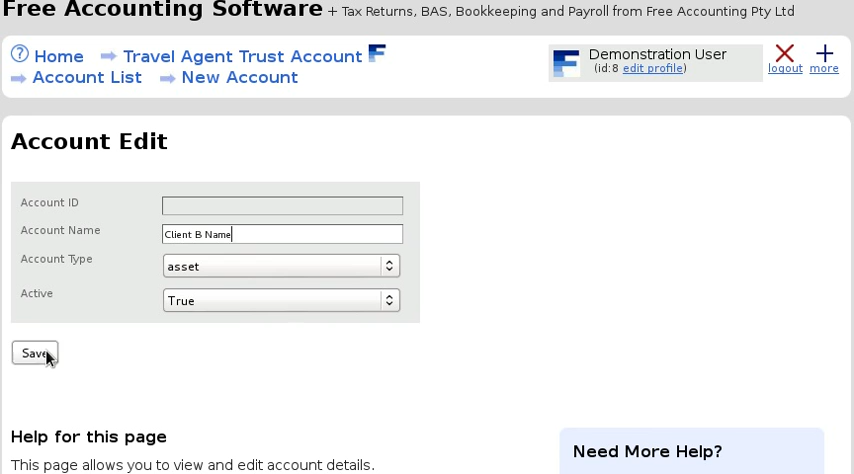 Free Accounting Software + Tax Returns, BAS, Bookkeeping and Payroll from Free Accounting Pty Ltd
Home Travel Agent Trust Account
Account List New Account
Demonstration User
(id:8 edit profile)
logout more
Account Edit
Account ID
Account Name Client B Name
Account Type asset
Active True
Save
Help for this page
This page allows you to view and edit account details.
Need More Help?